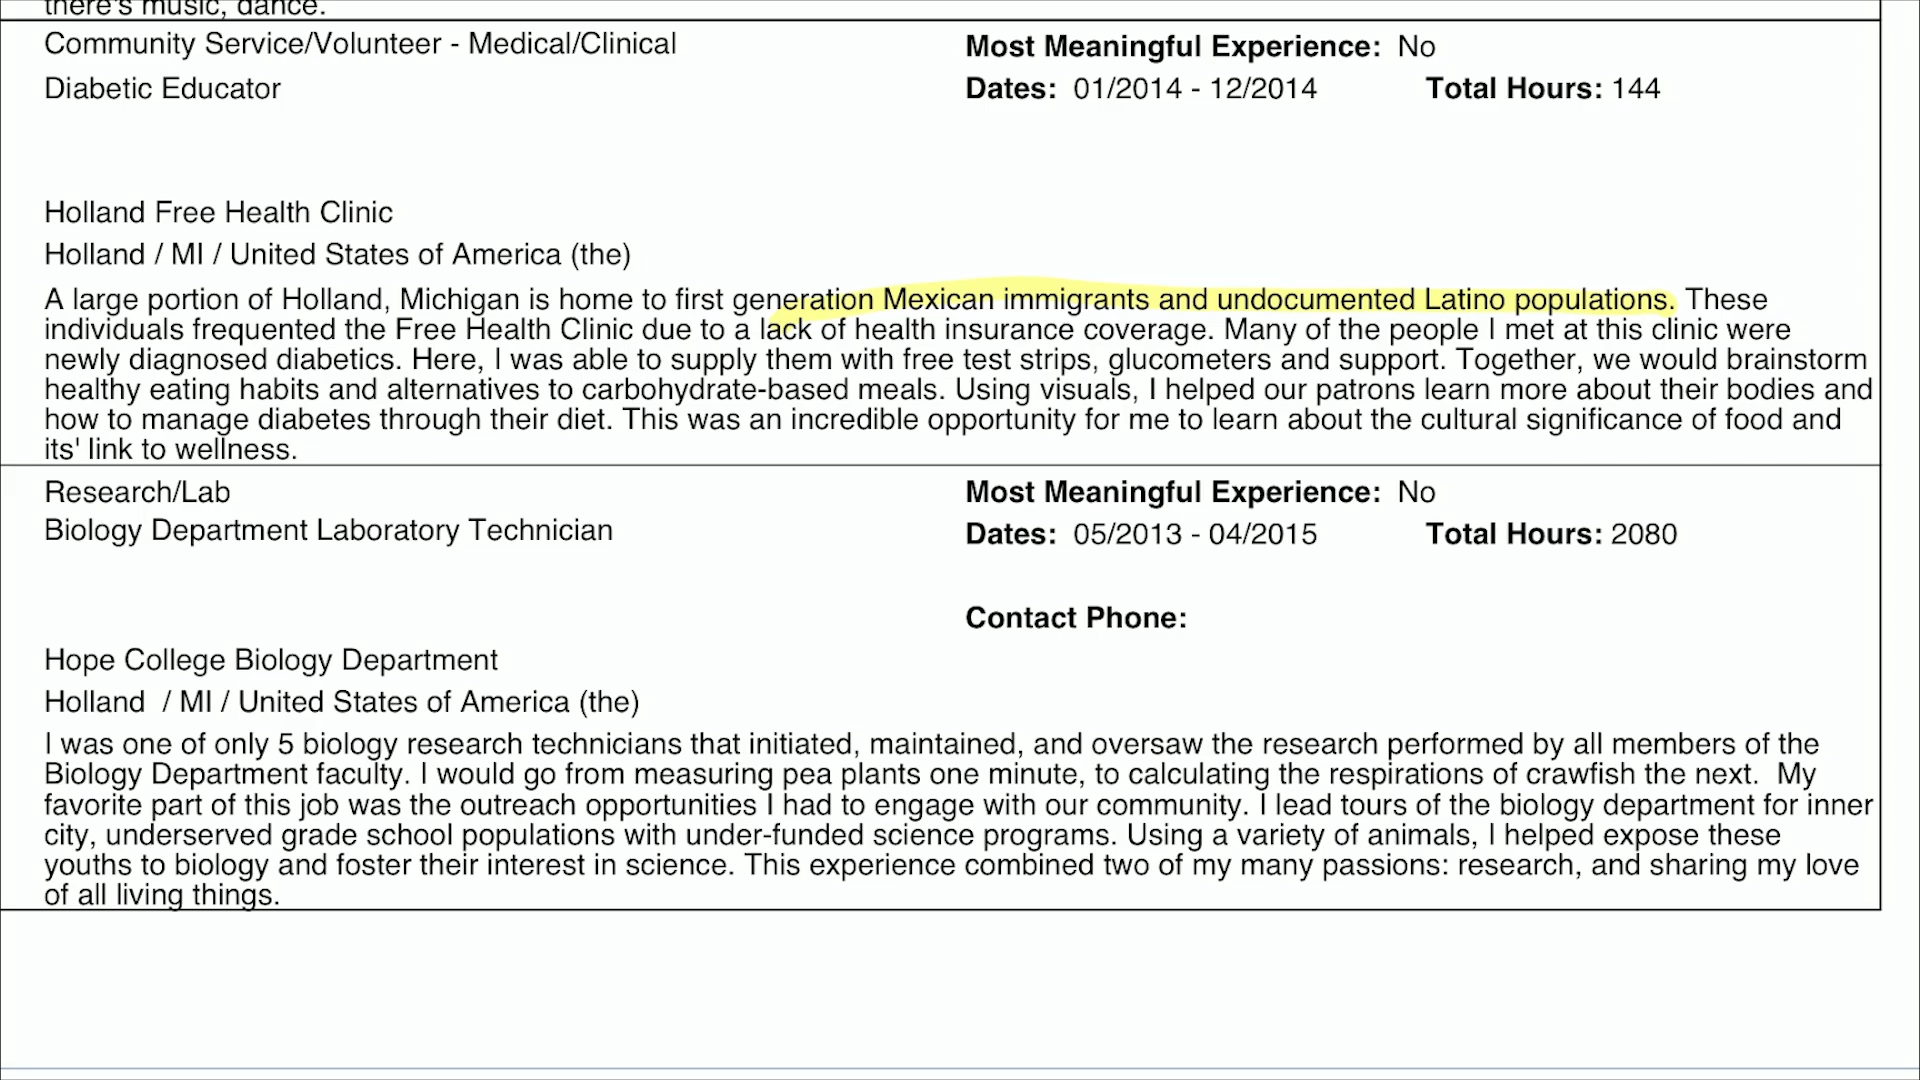 there's music, dance.
Community Service/Volunteer - Medical/Clinical
Most Meaningful Experience: No
Diabetic Educator
Dates: 01/2014 - 12/2014 Total Hours: 144
Holland Free Health Clinic
Holland / MI / United States of America (the)
A large portion of Holland, Michigan is home to first generation Mexican immigrants and undocumented Latino populations. These
individuals frequented the Free Health Clinic due to a lack of health insurance coverage. Many of the people I met at this clinic were
newly diagnosed diabetics. Here, I was able to supply them with free test strips, glucometers and support. Together, we would brainstorm
healthy eating habits and alternatives to carbohydrate-based meals. Using visuals, I helped our patrons learn more about their bodies and
how to manage diabetes through their diet. This was an incredible opportunity for me to learn about the cultural significance of food and
its' link to wellness.
Research/Lab
Most Meaningful Experience: No
Biology Department Laboratory Technician
Dates: 05/2013 - 04/2015 Total Hours: 2080
Contact Phone:
Hope College Biology Department
Holland / MI / United States of America (the)
I was one of only 5 biology research technicians that initiated, maintained, and oversaw the research performed by all members of the
Biology Department faculty. I would go from measuring pea plants one minute, to calculating the respirations of crawfish the next. My
favorite part of this job was the outreach opportunities I had to engage with our community. I lead tours of the biology department for inner
city, underserved grade school populations with under-funded science programs. Using a variety of animals, I helped expose these
youths to biology and foster their interest in science. This experience combined two of my many passions: research, and sharing my love
of all living things.